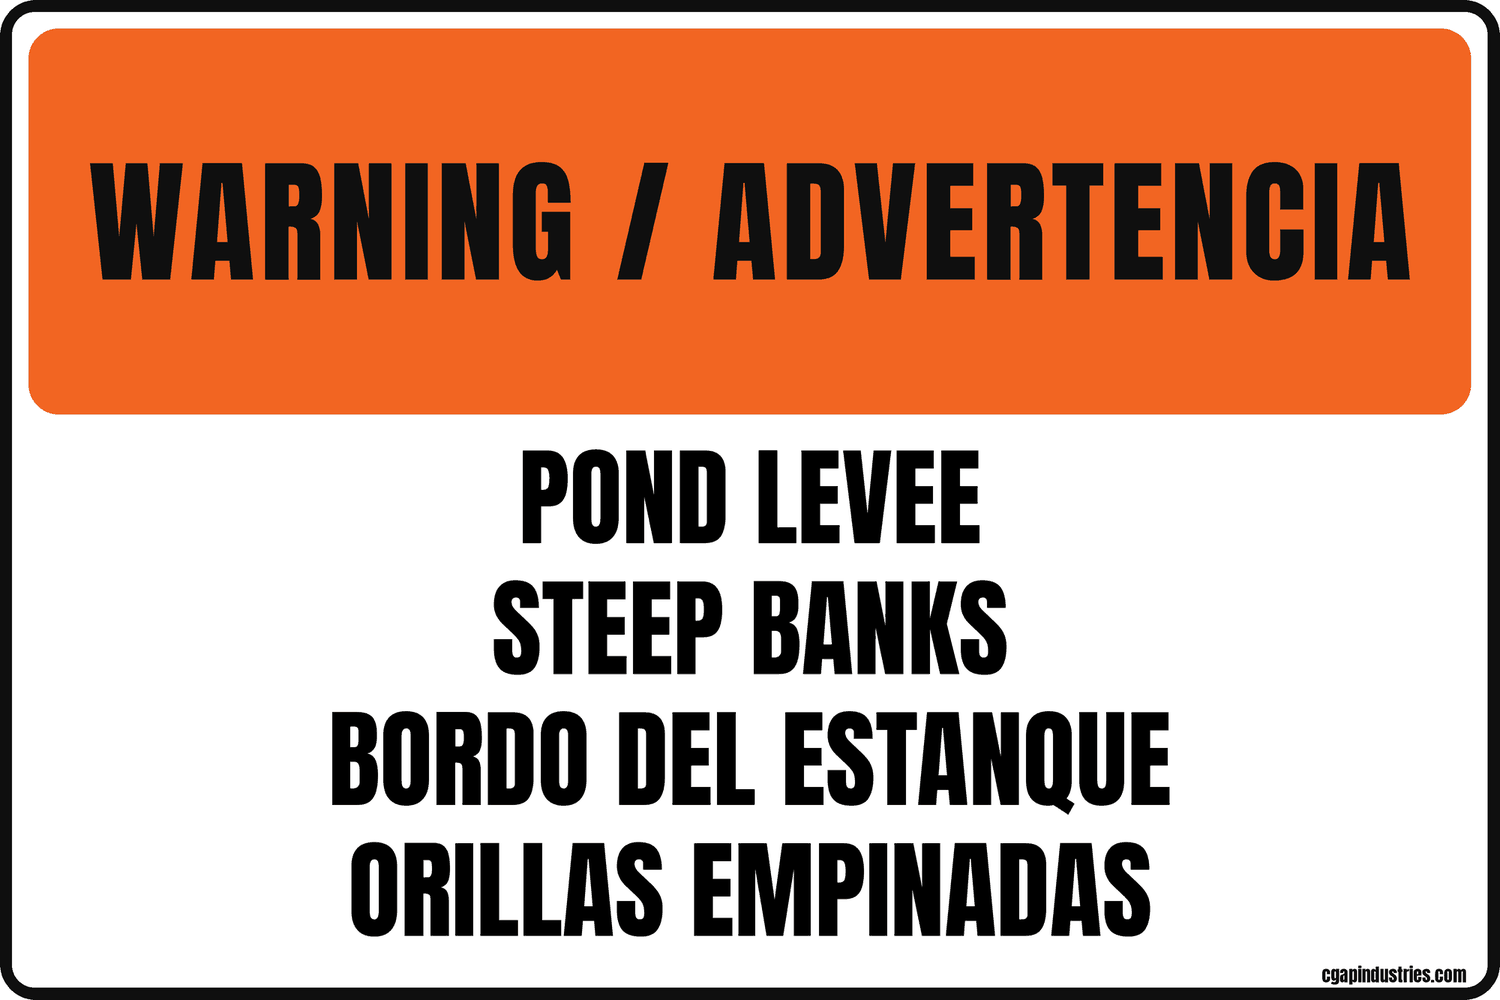 WARNING / ADVERTENCIA
POND LEVEE
STEEP BANKS
BORDO DEL ESTANQUE
ORILLAS EMPINADAS
cgapindustries.com